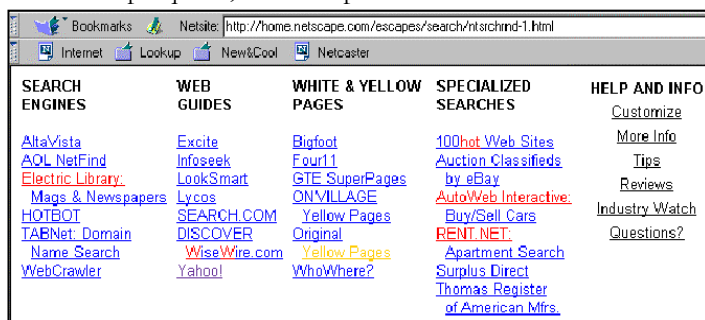 Bookmarks Netsite: http://home.netscape.com/escapes/search/ntsrchrnd-1.html
Internet Lookup New&Cool Netcaster
SEARCH
ENGINES
AltaVista
AOL NetFind
Electric Library:
Mags & Newspapers
HOTBOT
TABNet: Domain
Name Search
WebCrawler
WEB
GUIDES
Excite
Infoseek
LookSmart
Lycos
SEARCH.COM
DISCOVER
WiseWire.com
Yahoo!
WHITE & YELLOW
PAGES
Bigfoot
Four11
GTE SuperPages
ON'VILLAGE
Yellow Pages
Original
Yellow Pages
WhoWhere?
SPECIALIZED
SEARCHES
100hot Web Sites
Auction Classifieds
by eBay
AutoWeb Interactive:
Buy/Sell Cars
RENT.NET:
Apartment Search
Surplus Direct
Thomas Register
of American Mfrs.
HELP AND INFO
Customize
More Info
Tips
Reviews
Industry Watch
Questions?